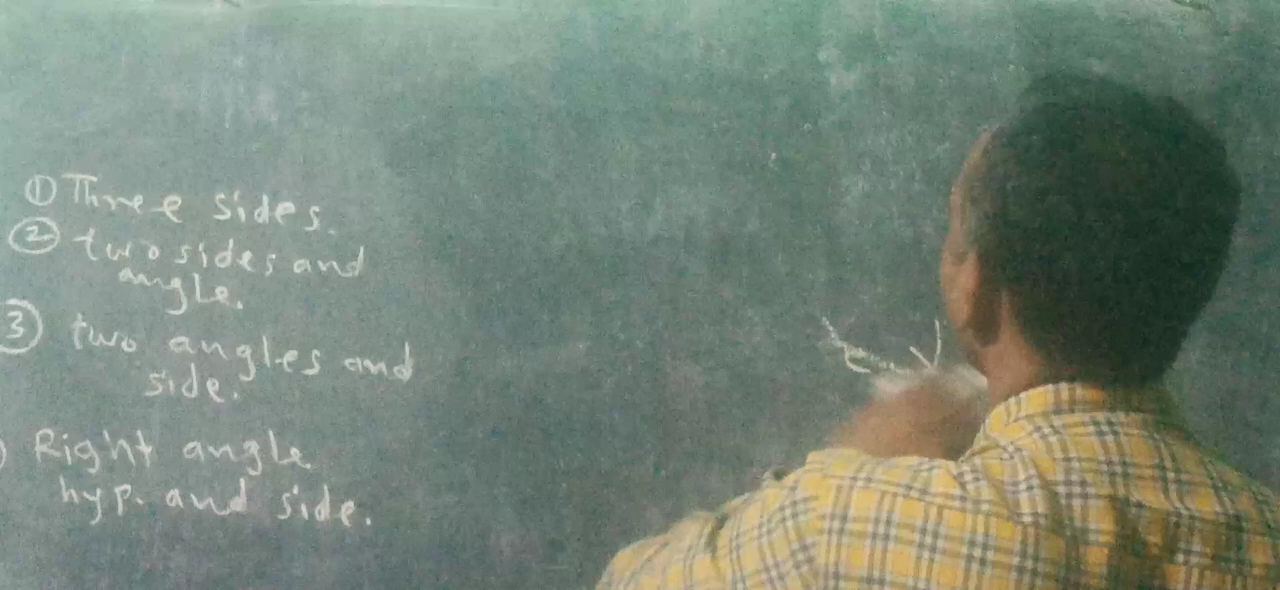 ① Three sides.
② two sides and
angle.
③ two angles and
side.
) Right angle
hyp. and side.